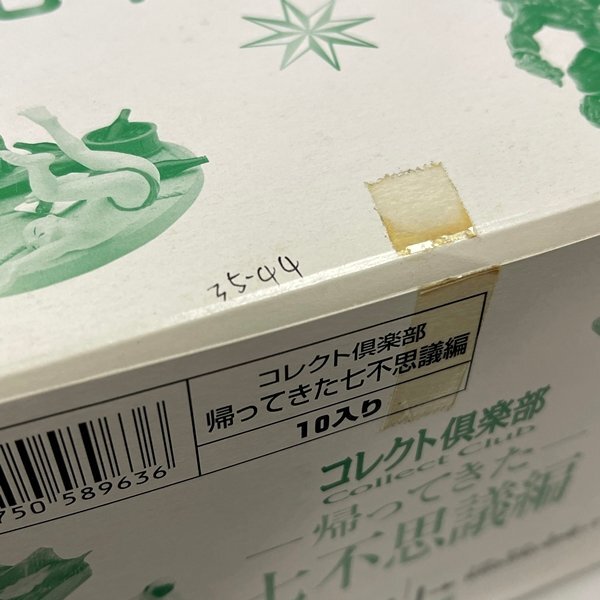 35-44
コレクト倶楽部
帰ってきた七不思議編
10入り
750 589636
コレクト倶楽部
Collect Club
帰ってきた
七不思議編